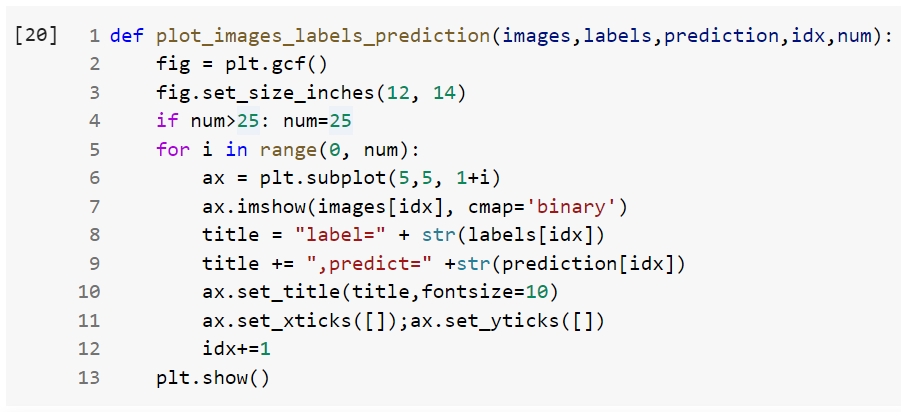 [20] 1 def plot_images_labels_prediction(images,labels,prediction,idx,num):
2     fig = plt.gcf()
3     fig.set_size_inches(12, 14)
4     if num>25: num=25
5     for i in range(0, num):
6         ax = plt.subplot(5,5, 1+i)
7         ax.imshow(images[idx], cmap='binary')
8         title = "label=" + str(labels[idx])
9         title += ",predict=" +str(prediction[idx])
10         ax.set_title(title,fontsize=10)
11         ax.set_xticks([]);ax.set_yticks([])
12         idx+=1
13     plt.show()